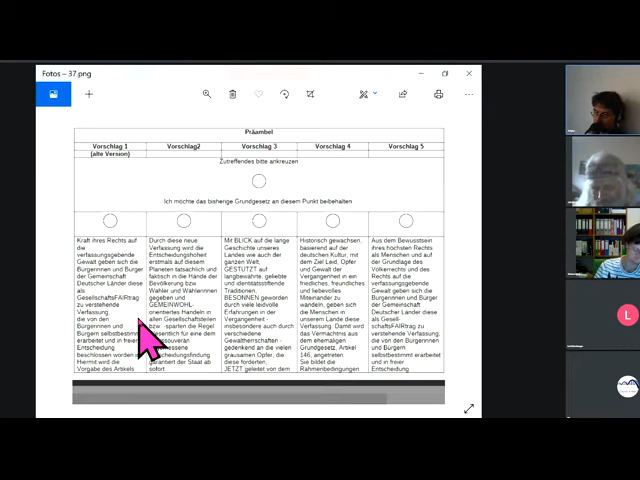 Fotos – 37.png
Präambel
Vorschlag 1
(alte Version)
Vorschlag2
Vorschlag 3
Vorschlag 4
Vorschlag 5
Zutreffendes bitte ankreuzen
Ich möchte das bisherige Grundgesetz an diesem Punkt beibehalten
Kraft ihres Rechts auf die
verfassungsgebende
Gewalt geben sich die
Bürgerinnen und Bürger
der Gemeinschaft
Deutscher Länder diese
als
GesellschaftsFAIRtrag
zu verstehende
Verfassung,
die von den
Bürgerinnen und
Bürgern selbstbestimm
erarbeitet und in freier
Entscheidung
beschlossen worden
Hiermit wird die
Vorgabe des Artikels
Durch diese neue
Verfassung wird die
Entscheidungshoheit
erstmals auf diesem
Planeten tatsächlich und
faktisch in die Hände der
Bevölkerung bzw
Wähler und Wählerinnen
gegeben und
GEMEINWOHL-
orientiertes Handeln in
allen Gesellschaftsteilen
bzw. -sparten die Regel
sofort
Mit BLICK auf die lange
Geschichte unseres
Landes wie auch der
ganzen Welt,
GESTÜTZT auf
langbewährte, geliebte
und identitätsstiftende
Traditionen,
BESONNEN geworden
durch viele leidvolle
Erfahrungen in der
Vergangenheit -
insbesondere auch durch
verschiedene
Gewaltherrschaften -
gedenkend an die vielen
grausamen Opfer, die
diese forderten,
JETZT geleitet von dem
Historisch gewachsen,
basierend auf der
deutschen Kultur, mit
dem Ziel Leid, Opfer
und Gewalt der
Vergangenheit in ein
friedliches, freundliches
und liebevolles
Miteinander zu
wandeln, geben sich
die Menschen in
unserem Lande diese
Verfassung. Damit wird
das Vermächtnis aus
dem ehemaligen
Grundgesetz, Artikel
146, angetreten.
Sie bildet die
Rahmenbedingungen
Aus dem Bewusstsein
ihres höchsten Rechts
als Menschen und auf
der Grundlage des
Völkerrechts und des
Rechts auf die
verfassungsgebende
Gewalt geben sich die
Bürgerinnen und Bürger
der Gemeinschaft
Deutscher Länder diese
als Gesell-
schaftsFAIRtrag zu
verstehende Verfassung,
die von den Bürgerinnen
und Bürgern
selbstbestimmt erarbeitet
und in freier
Entscheidung
L